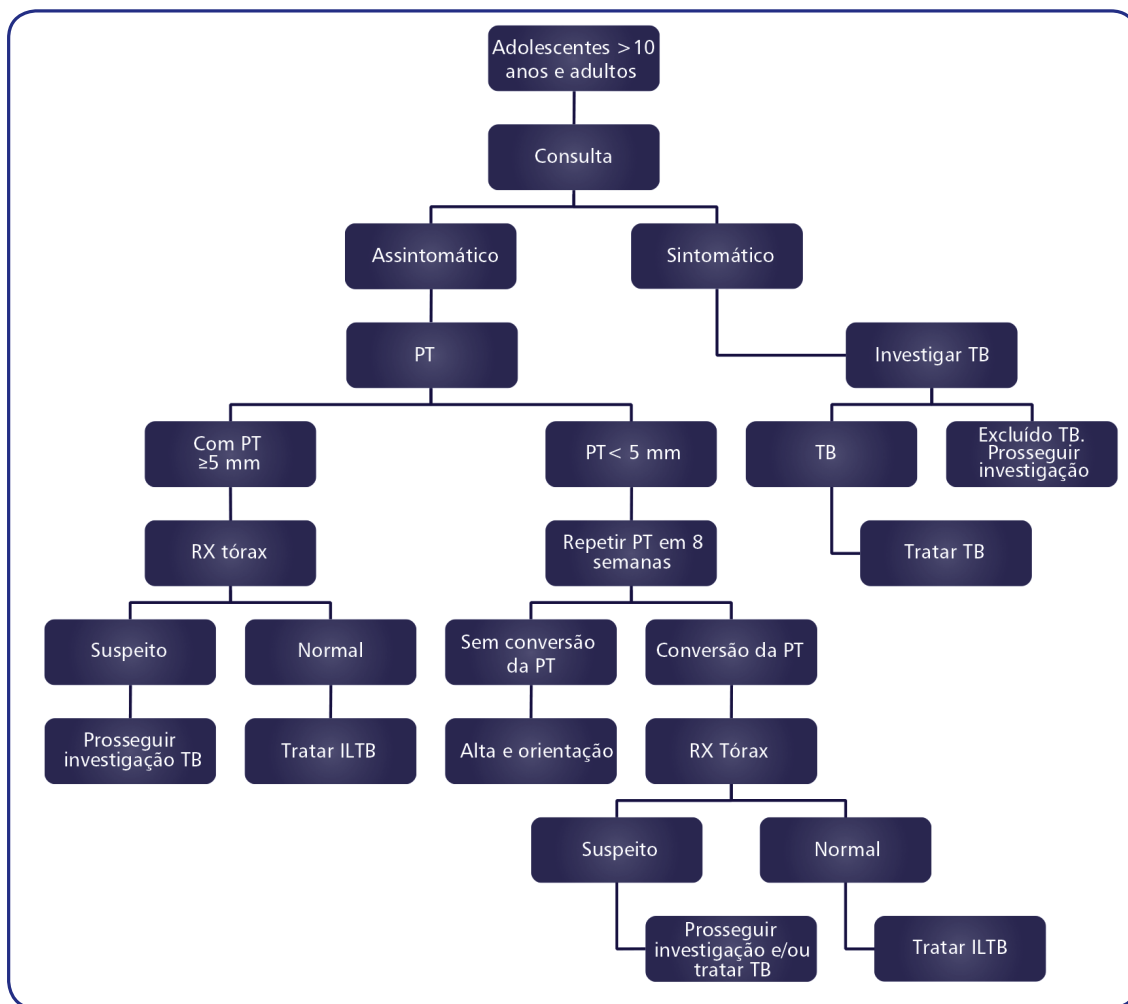 Adolescentes >10
anos e adultos
Consulta
Assintomático
Sintomático
PT
Investigar TB
Com PT
≥5 mm
PT< 5 mm
TB
Excluído TB.
Prosseguir
investigação
RX tórax
Repetir PT em 8
semanas
Tratar TB
Suspeito
Normal
Sem conversão
da PT
Conversão da PT
Prosseguir
investigação TB
Tratar ILTB
Alta e orientação
RX Tórax
Suspeito
Normal
Prosseguir
investigação e/ou
tratar TB
Tratar ILTB